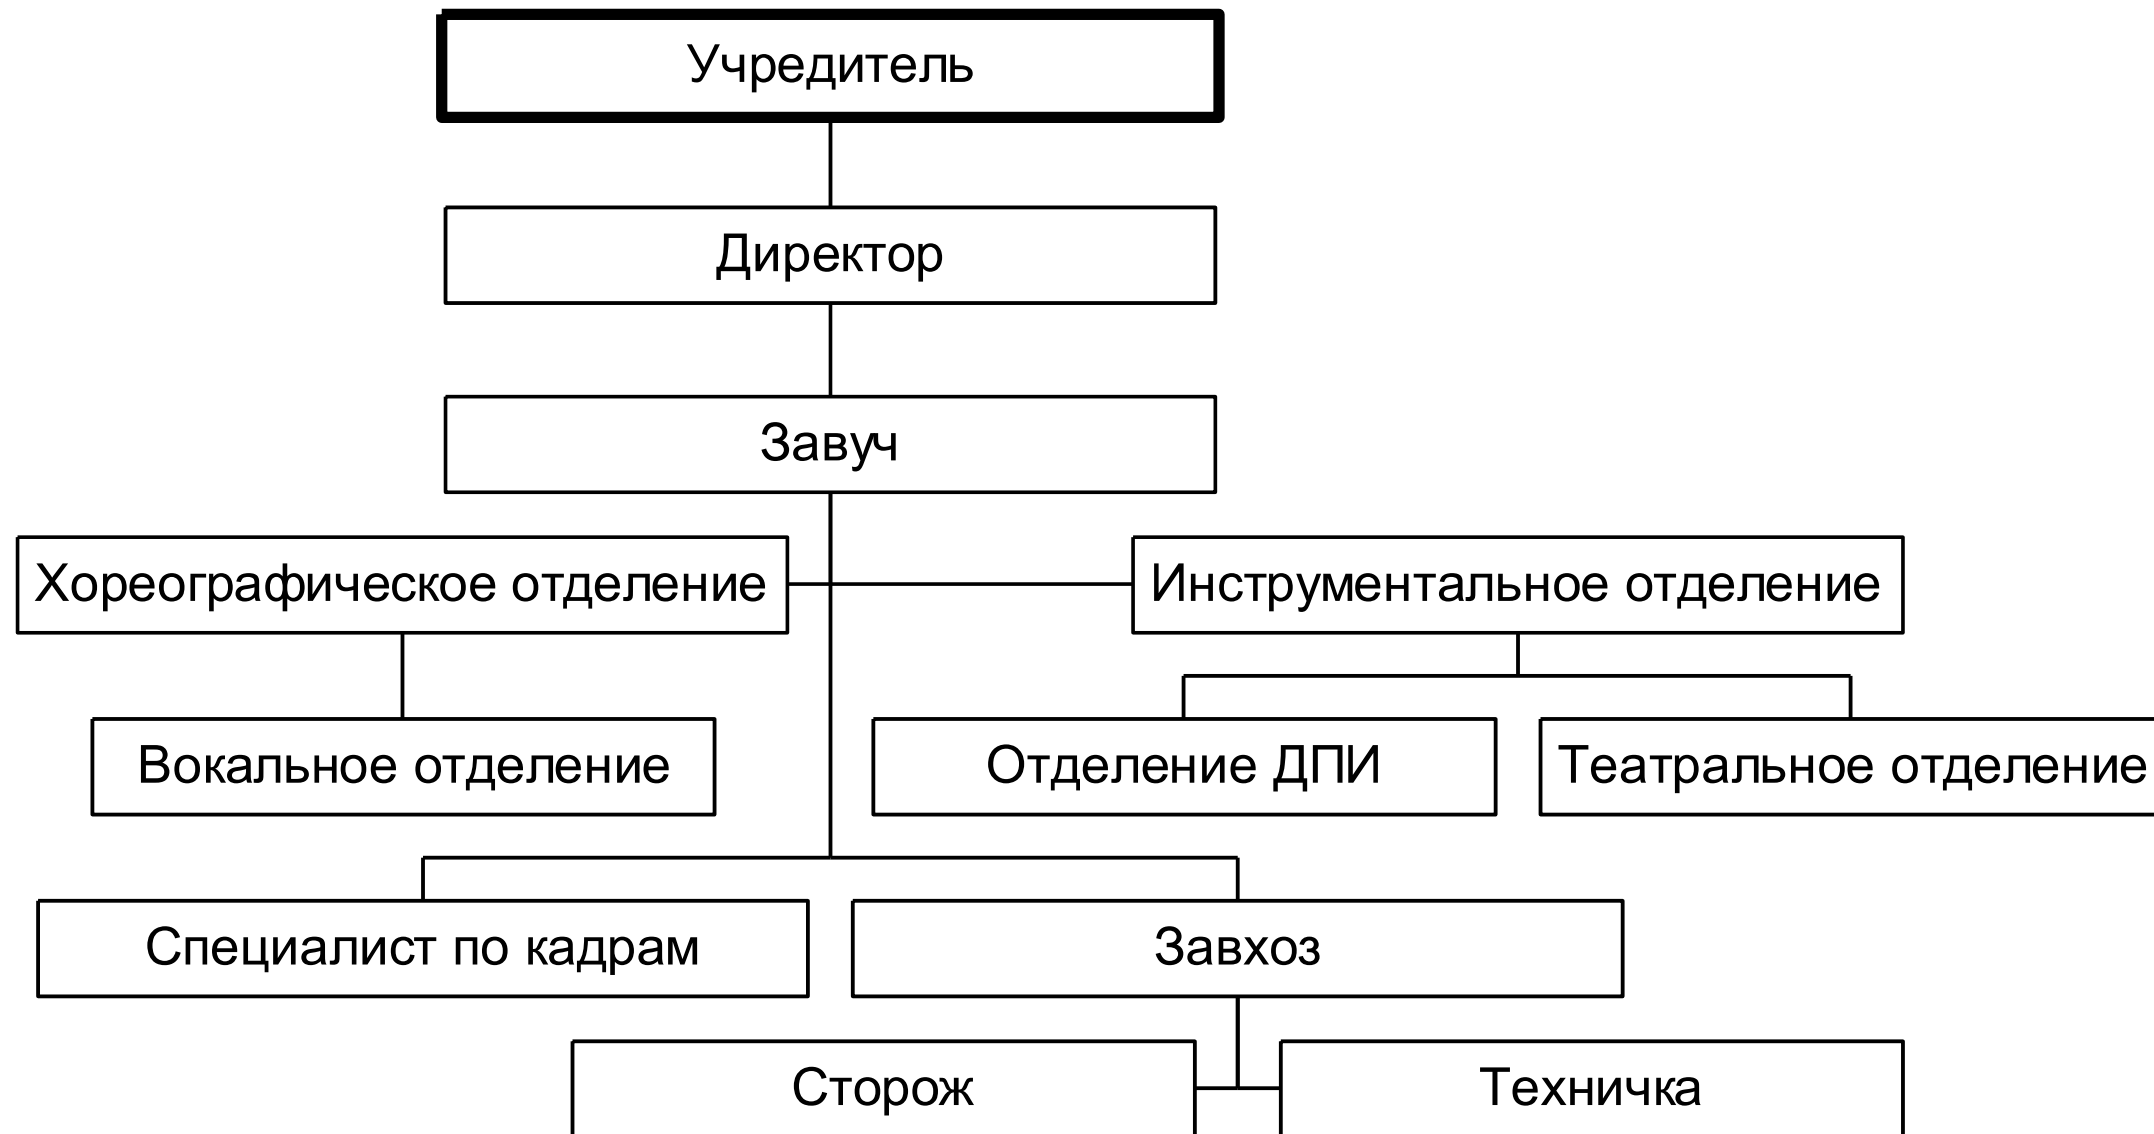 Учредитель
Директор
Завуч
Хореографическое отделение
Инструментальное отделение
Вокальное отделение
Отделение ДПИ
Театральное отделение
Специалист по кадрам
Завхоз
Сторож
Техничка